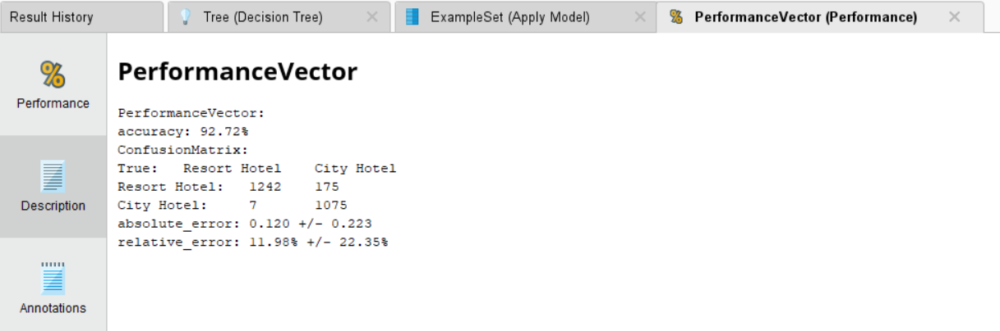 Result History
Tree (Decision Tree)
ExampleSet (Apply Model)
% PerformanceVector (Performance)
%
Performance
Description
Annotations
PerformanceVector
PerformanceVector:
accuracy: 92.72%
ConfusionMatrix:
True:   Resort Hotel    City Hotel
Resort Hotel:   1242    175
City Hotel:     7       1075
absolute_error: 0.120 +/- 0.223
relative_error: 11.98% +/- 22.35%